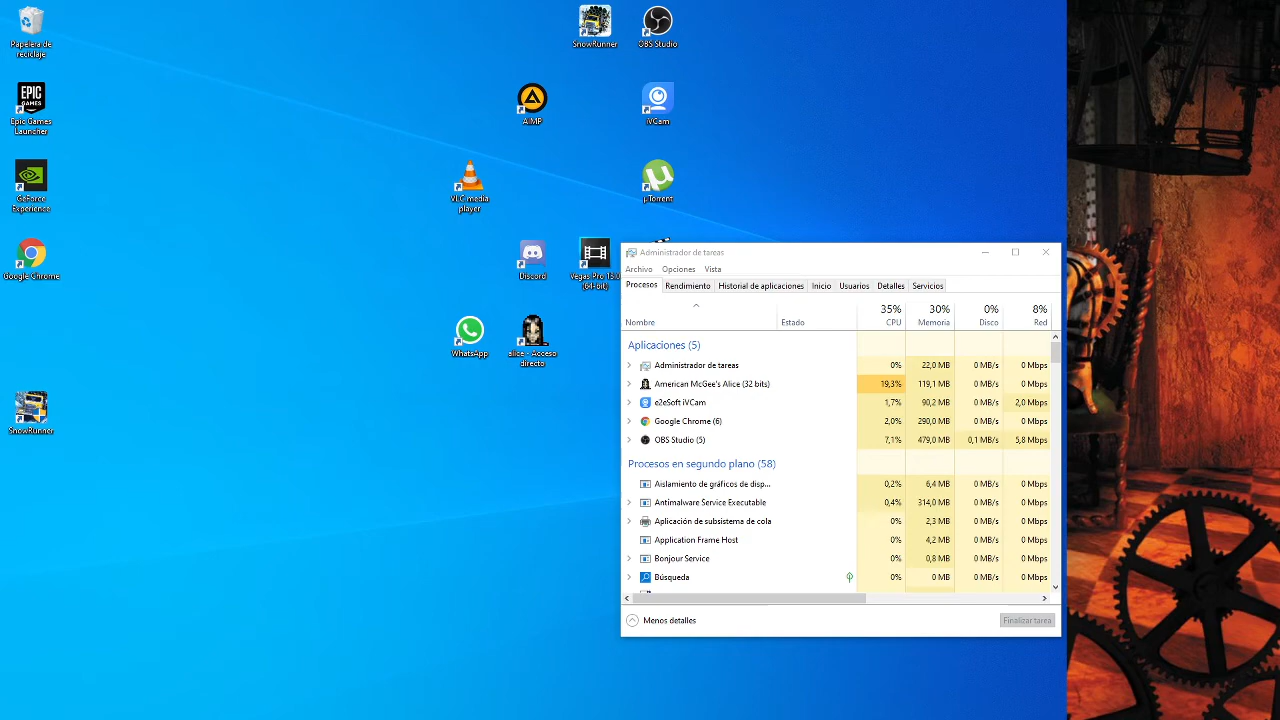 Papelera de
reciclaje
EPIC
GAMES
Epic Games
Launcher
GeForce
Experience
Google Chrome
SnowRunner
SnowRunner
OBS Studio
AIMP
iVCam
VLC media
player
µTorrent
Discord
Vegas Pro 15.0
(64-bit)
WhatsApp
alice - Acceso
directo
Administrador de tareas
Archivo Opciones Vista
Procesos Rendimiento Historial de aplicaciones Inicio Usuarios Detalles Servicios
35% 30% 0% 8%
Nombre Estado CPU Memoria Disco Red
Aplicaciones (5)
Administrador de tareas 0% 22,0 MB 0 MB/s 0 Mbps
American McGee's Alice (32 bits) 19,3% 119,1 MB 0 MB/s 0 Mbps
e2eSoft iVCam 1,7% 90,2 MB 0 MB/s 2,0 Mbps
Google Chrome (6) 2,0% 290,0 MB 0 MB/s 0 Mbps
OBS Studio (5) 7,1% 479,0 MB 0,1 MB/s 5,8 Mbps
Procesos en segundo plano (58)
Aislamiento de gráficos de disp... 0,2% 6,4 MB 0 MB/s 0 Mbps
Antimalware Service Executable 0,4% 314,0 MB 0 MB/s 0 Mbps
Aplicación de subsistema de cola 0% 2,3 MB 0 MB/s 0 Mbps
Application Frame Host 0% 4,2 MB 0 MB/s 0 Mbps
Bonjour Service 0% 0,8 MB 0 MB/s 0 Mbps
Búsqueda 0% 0 MB 0 MB/s 0 Mbps
Menos detalles Finalizar tarea